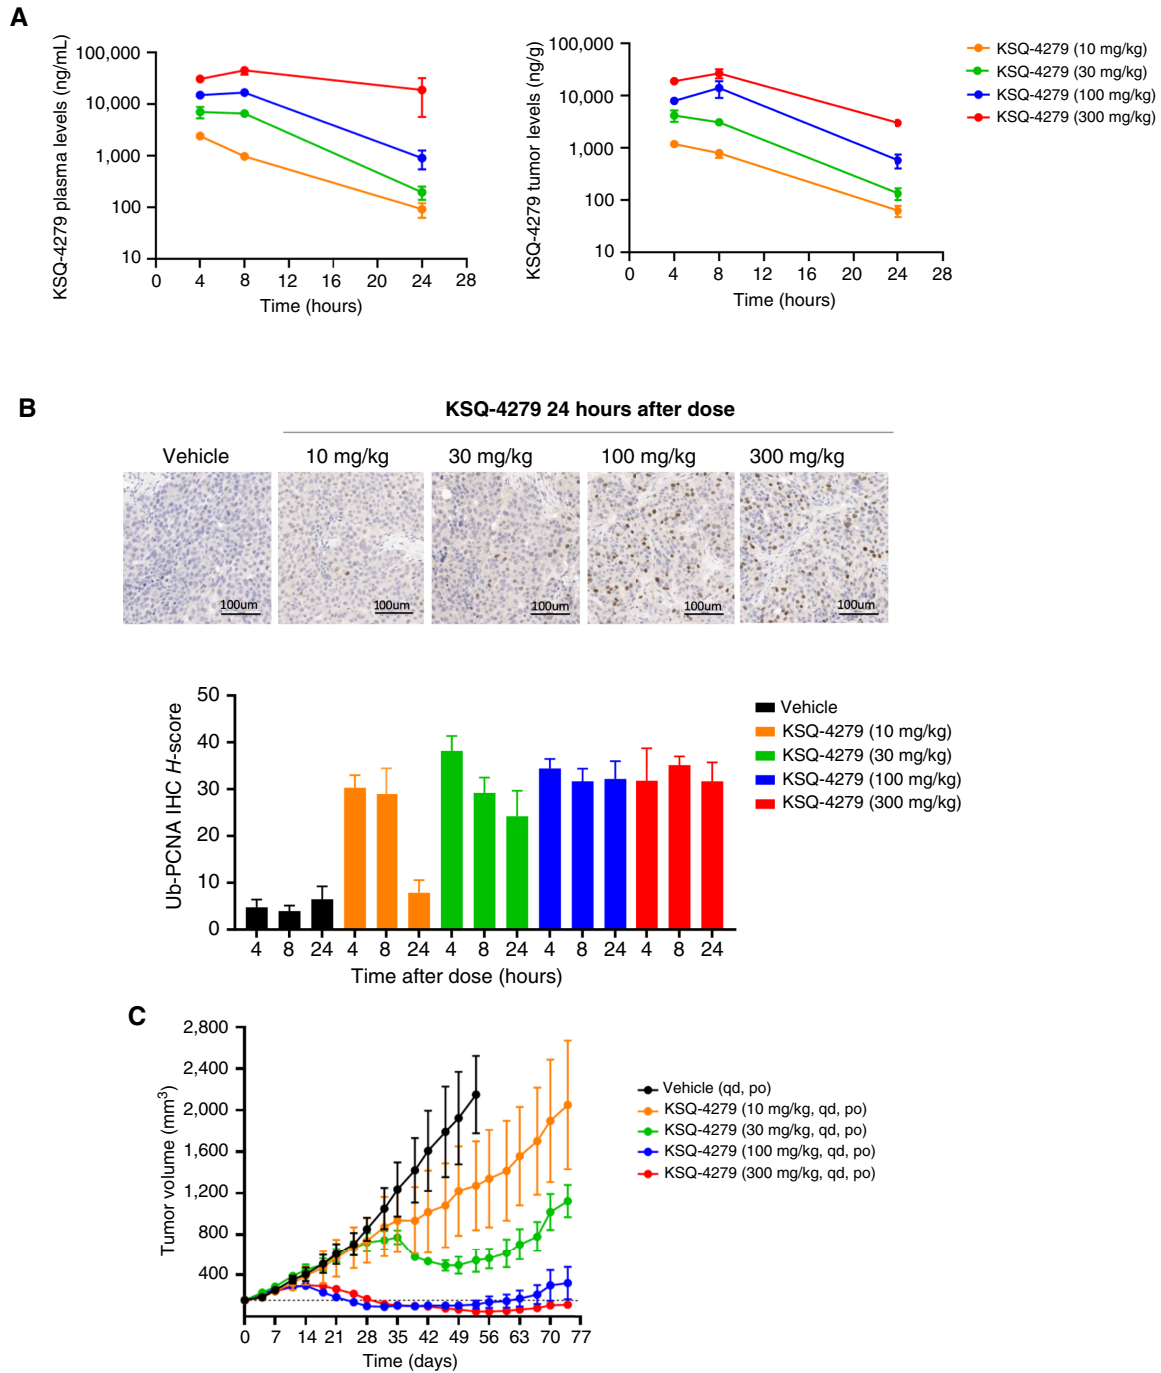 A
KSQ-4279 plasma levels (ng/mL)
100,000
10,000
1,000
100
10
0 4 8 12 16 20 24 28
Time (hours)
KSQ-4279 tumor levels (ng/g)
100,000
10,000
1,000
100
10
0 4 8 12 16 20 24 28
Time (hours)
KSQ-4279 (10 mg/kg)
KSQ-4279 (30 mg/kg)
KSQ-4279 (100 mg/kg)
KSQ-4279 (300 mg/kg)
B
KSQ-4279 24 hours after dose
Vehicle 10 mg/kg 30 mg/kg 100 mg/kg 300 mg/kg
100um 100um 100um 100um 100um
Ub-PCNA IHC H-score
50
40
30
20
10
0
4 8 24 4 8 24 4 8 24 4 8 24 4 8 24
Time after dose (hours)
Vehicle
KSQ-4279 (10 mg/kg)
KSQ-4279 (30 mg/kg)
KSQ-4279 (100 mg/kg)
KSQ-4279 (300 mg/kg)
C
Tumor volume (mm3)
2,800
2,400
2,000
1,600
1,200
800
400
0 7 14 21 28 35 42 49 56 63 70 77
Time (days)
Vehicle (qd, po)
KSQ-4279 (10 mg/kg, qd, po)
KSQ-4279 (30 mg/kg, qd, po)
KSQ-4279 (100 mg/kg, qd, po)
KSQ-4279 (300 mg/kg, qd, po)